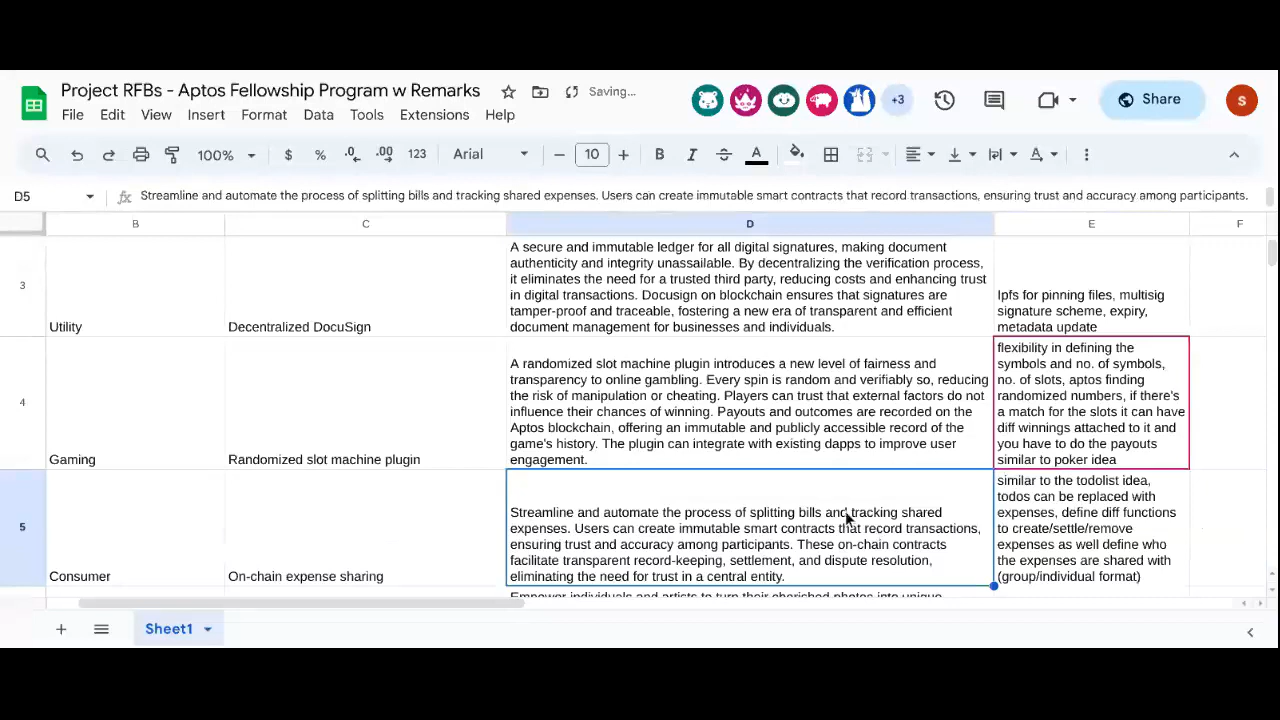 Project RFBs - Aptos Fellowship Program w Remarks
Saving...
+3
Share
S
File Edit View Insert Format Data Tools Extensions Help
100% $ % .0 .00 123 Arial 10 B I A A
D5
fx Streamline and automate the process of splitting bills and tracking shared expenses. Users can create immutable smart contracts that record transactions, ensuring trust and accuracy among participants.
B C D E F
3
Utility
Decentralized DocuSign
A secure and immutable ledger for all digital signatures, making document
authenticity and integrity unassailable. By decentralizing the verification process,
it eliminates the need for a trusted third party, reducing costs and enhancing trust
in digital transactions. Docusign on blockchain ensures that signatures are
tamper-proof and traceable, fostering a new era of transparent and efficient
document management for businesses and individuals.
Ipfs for pinning files, multisig
signature scheme, expiry,
metadata update
4
Gaming
Randomized slot machine plugin
A randomized slot machine plugin introduces a new level of fairness and
transparency to online gambling. Every spin is random and verifiably so, reducing
the risk of manipulation or cheating. Players can trust that external factors do not
influence their chances of winning. Payouts and outcomes are recorded on the
Aptos blockchain, offering an immutable and publicly accessible record of the
game's history. The plugin can integrate with existing dapps to improve user
engagement.
flexibility in defining the
symbols and no. of symbols,
no. of slots, aptos finding
randomized numbers, if there's
a match for the slots it can have
diff winnings attached to it and
you have to do the payouts
similar to poker idea
5
Consumer
On-chain expense sharing
Streamline and automate the process of splitting bills and tracking shared
expenses. Users can create immutable smart contracts that record transactions,
ensuring trust and accuracy among participants. These on-chain contracts
facilitate transparent record-keeping, settlement, and dispute resolution,
eliminating the need for trust in a central entity.
similar to the todolist idea,
todos can be replaced with
expenses, define diff functions
to create/settle/remove
expenses as well define who
the expenses are shared with
(group/individual format)
Empower individuals and artists to turn their cherished photos into unique
Sheet1